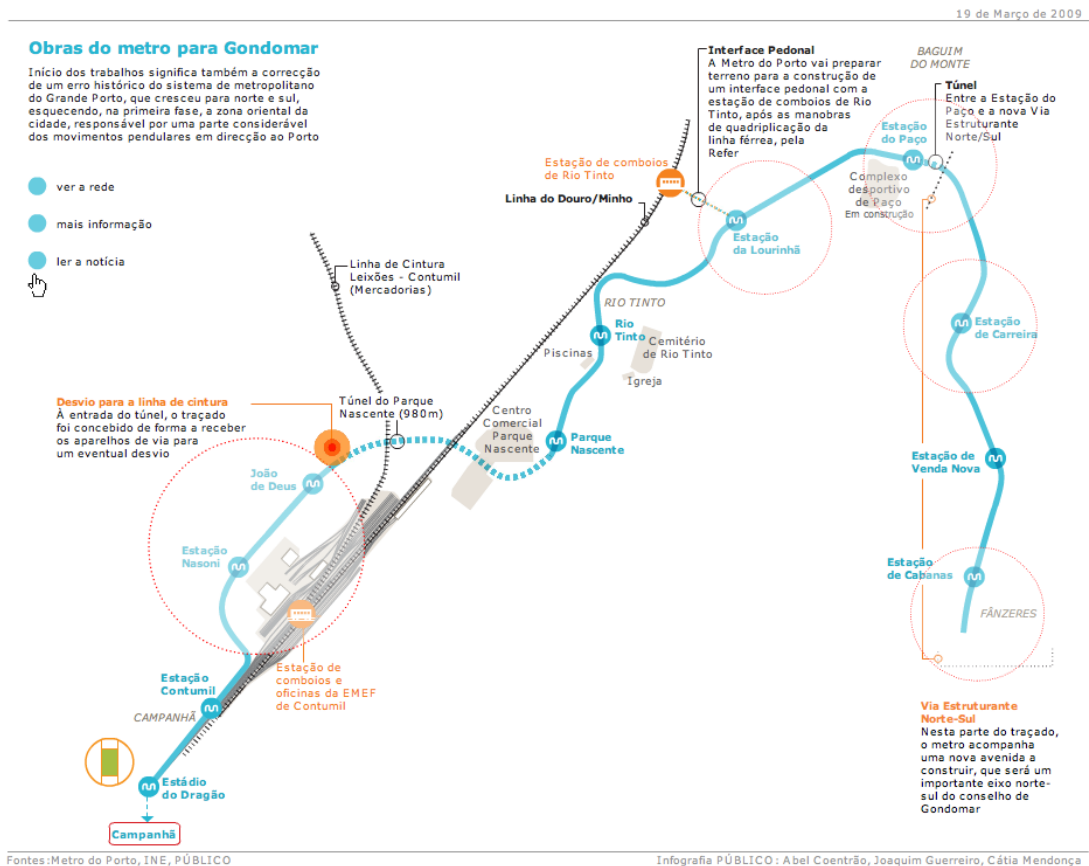 19 de Março de 2009
Obras do metro para Gondomar
Início dos trabalhos significa também a correcção
de um erro histórico do sistema de metropolitano
do Grande Porto, que cresceu para norte e sul,
esquecendo, na primeira fase, a zona oriental da
cidade, responsável por uma parte considerável
dos movimentos pendulares em direcção ao Porto
ver a rede
mais informação
ler a notícia
Interface Pedonal
A Metro do Porto vai preparar
terreno para a construção de
um interface pedonal com a
estação de comboios de Rio
Tinto, após as manobras
de quadriplicação da
linha férrea, pela
Refer
BAGUIM
DO MONTE
Túnel
Entre a Estação do
Paço e a nova Via
Estruturante
Norte/Sul
Estação
do Paço
Complexo
desportivo
de Paço
Em construção
Estação de comboios
de Rio Tinto
Linha do Douro/Minho
Estação
da Lourinhã
Linha de Cintura
Leixões - Contumil
(Mercadorias)
RIO TINTO
Rio
Tinto
Cemitério
de Rio Tinto
Piscinas
Igreja
Estação
de Carreira
Desvio para a linha de cintura
À entrada do túnel, o traçado
foi concebido de forma a receber
os aparelhos de via para
um eventual desvio
Túnel do Parque
Nascente (980m)
Centro
Comercial
Parque
Nascente
Parque
Nascente
Estação de
Venda Nova
João
de Deus
Estação
Nasoni
Estação
de Cabanas
FÂNZERES
Estação de
comboios e
oficinas da EMEF
de Contumil
Estação
Contumil
CAMPANHÃ
Estádio
do Dragão
Campanhã
Via Estruturante
Norte-Sul
Nesta parte do traçado,
o metro acompanha
uma nova avenida a
construir, que será um
importante eixo norte-
sul do conselho de
Gondomar
Fontes:Metro do Porto, INE, PÚBLICO
Infografia PÚBLICO: Abel Coentrão, Joaquim Guerreiro, Cátia Mendonça